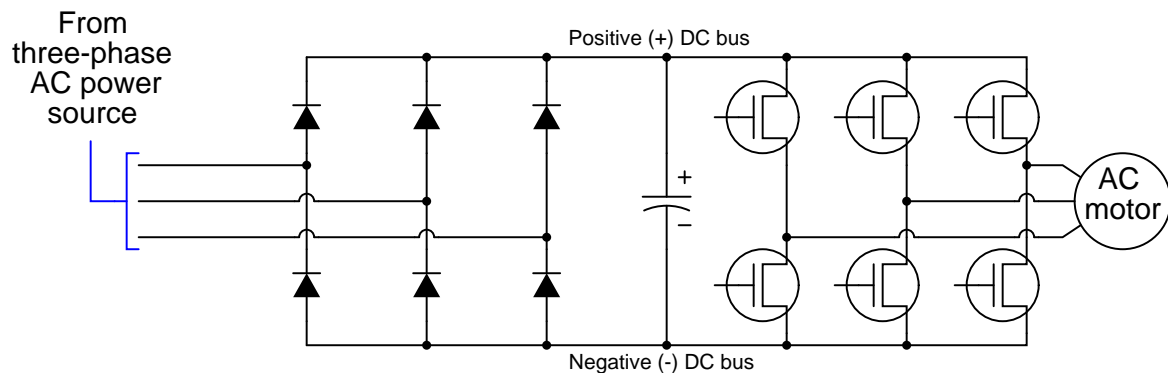 From
three-phase
AC power
source
Positive (+) DC bus
+
-
AC
motor
Negative (-) DC bus